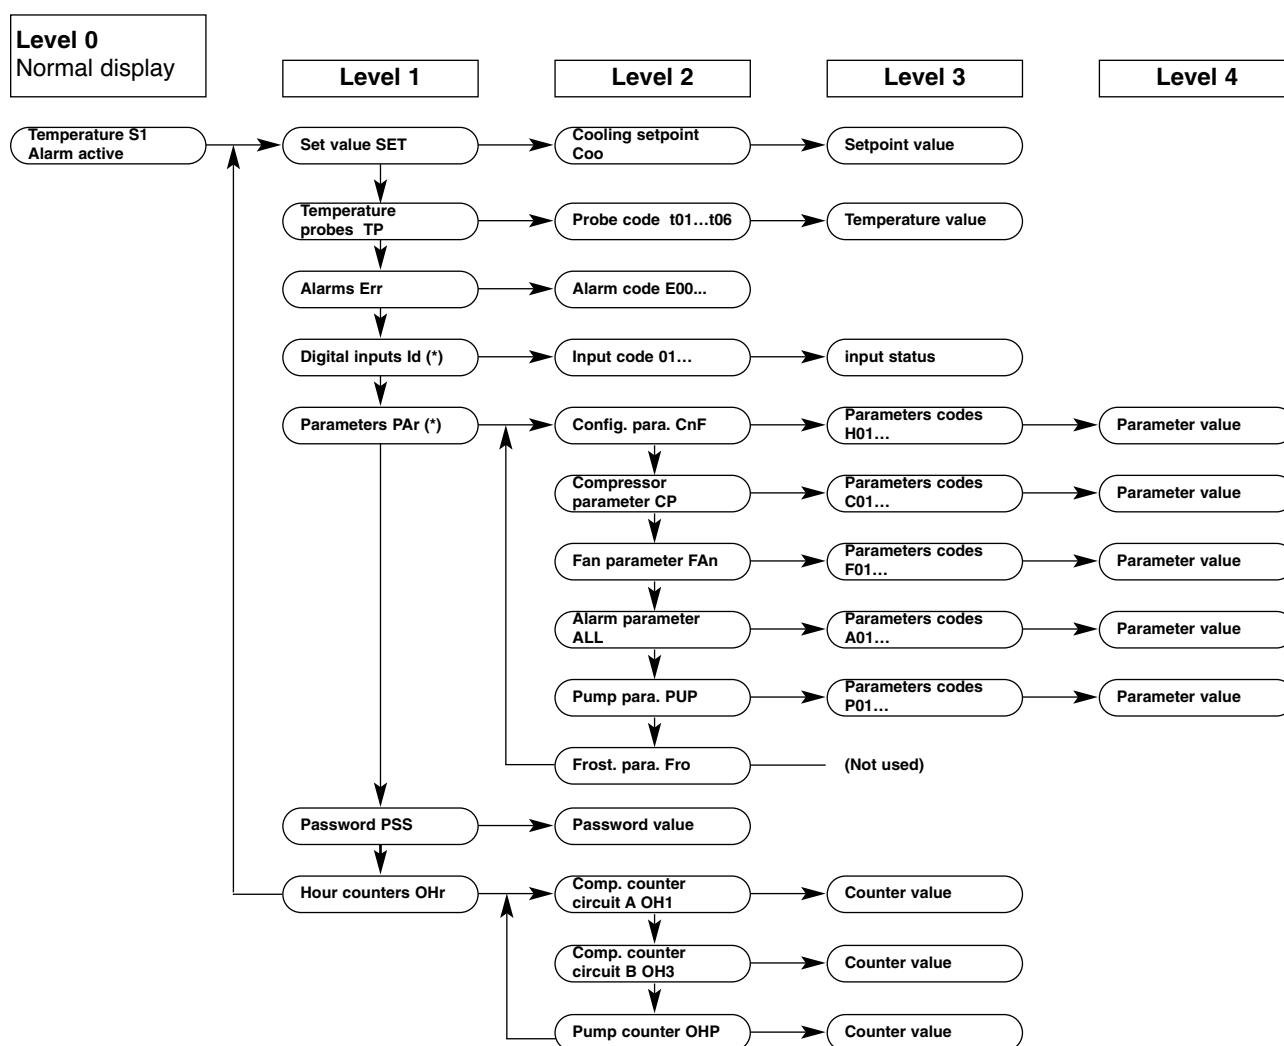 Level 0
Normal display
Level 1
Level 2
Level 3
Level 4
Temperature S1
Alarm active
Set value SET
Cooling setpoint
Coo
Setpoint value
Temperature
probes TP
Probe code t01...t06
Temperature value
Alarms Err
Alarm code E00...
Digital inputs Id (*)
Input code 01...
input status
Parameters PAr (*)
Config. para. CnF
Parameters codes
H01...
Parameter value
Compressor
parameter CP
Parameters codes
C01...
Parameter value
Fan parameter FAn
Parameters codes
F01...
Parameter value
Alarm parameter
ALL
Parameters codes
A01...
Parameter value
Pump para. PUP
Parameters codes
P01...
Parameter value
Frost. para. Fro
(Not used)
Password PSS
Password value
Hour counters OHr
Comp. counter
circuit A OH1
Counter value
Comp. counter
circuit B OH3
Counter value
Pump counter OHP
Counter value